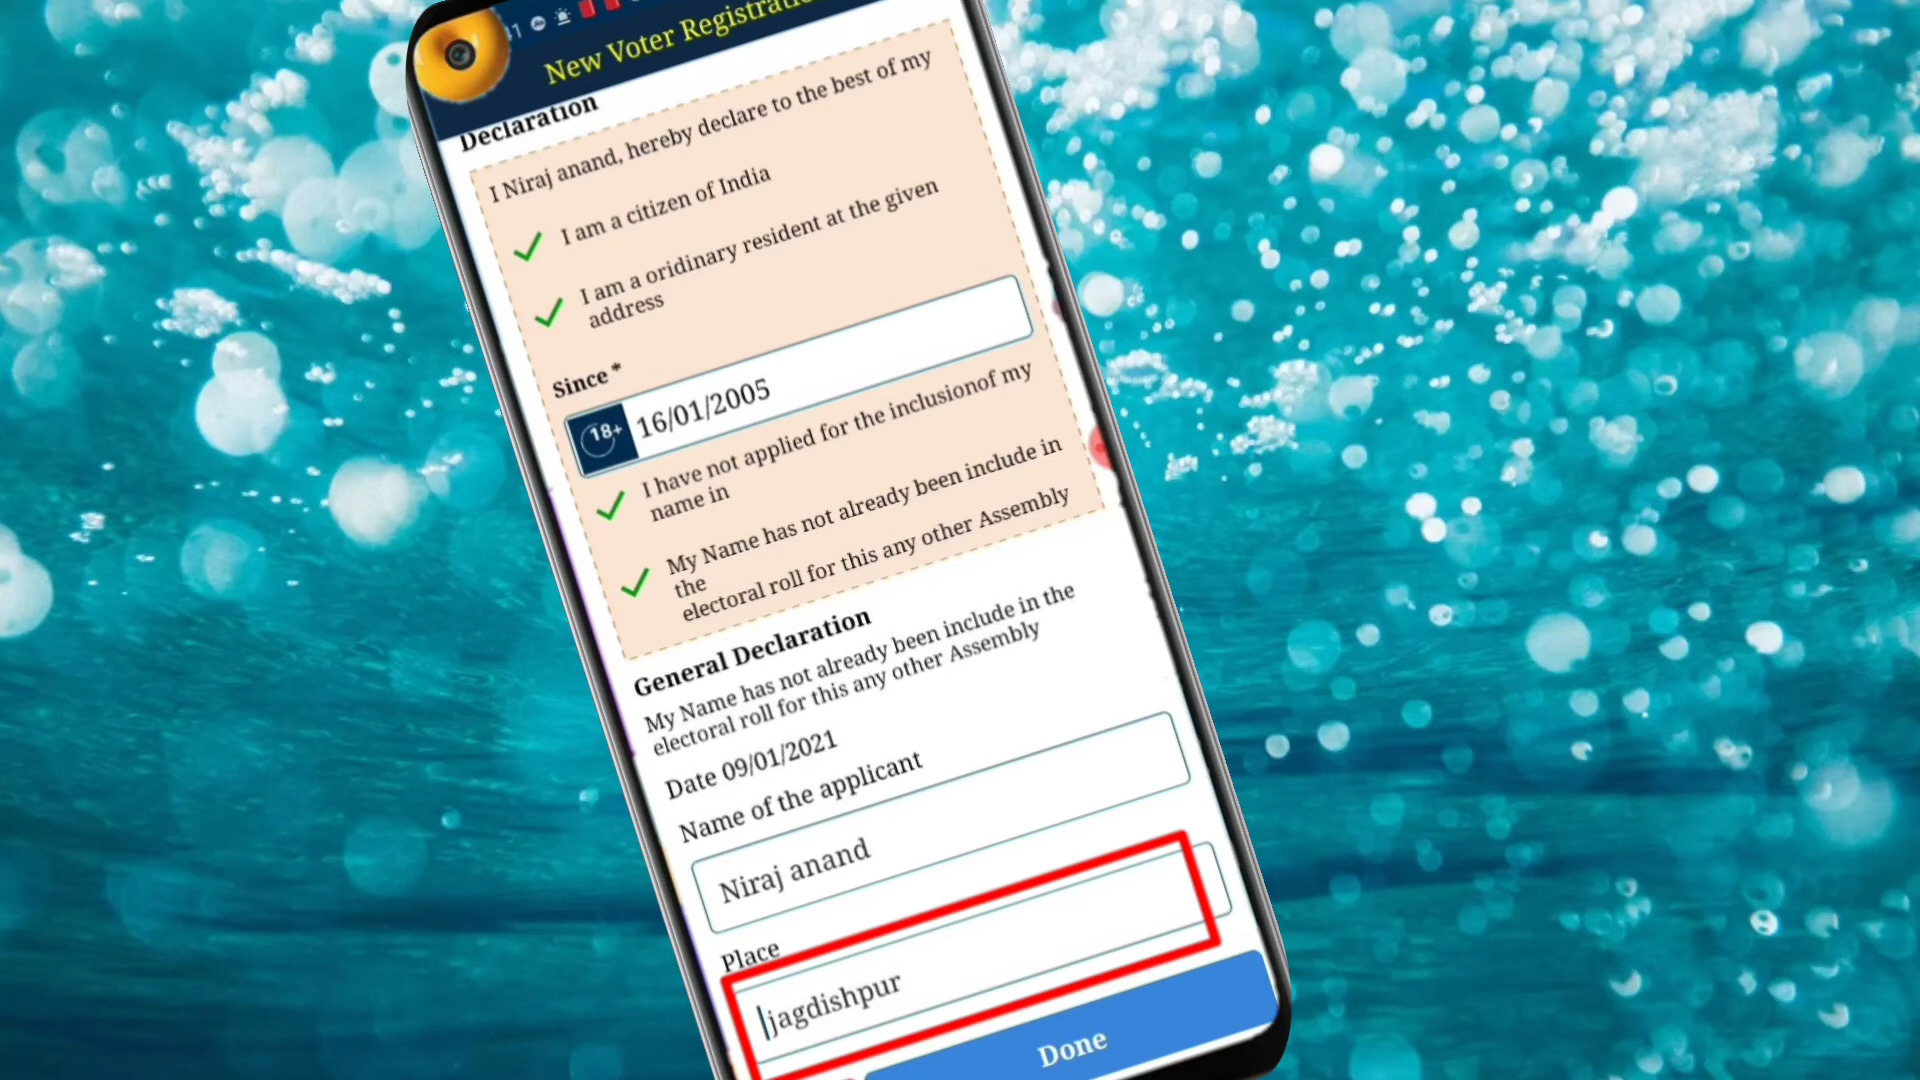 New Voter Registratio
Declaration
I Niraj anand, hereby declare to the best of my
I am a citizen of India
I am a oridinary resident at the given
address
Since *
18+ 16/01/2005
I have not applied for the inclusionof my
name in
My Name has not already been include in
the
electoral roll for this any other Assembly
General Declaration
My Name has not already been include in the
electoral roll for this any other Assembly
Date 09/01/2021
Name of the applicant
Niraj anand
Place
jagdishpur
Done